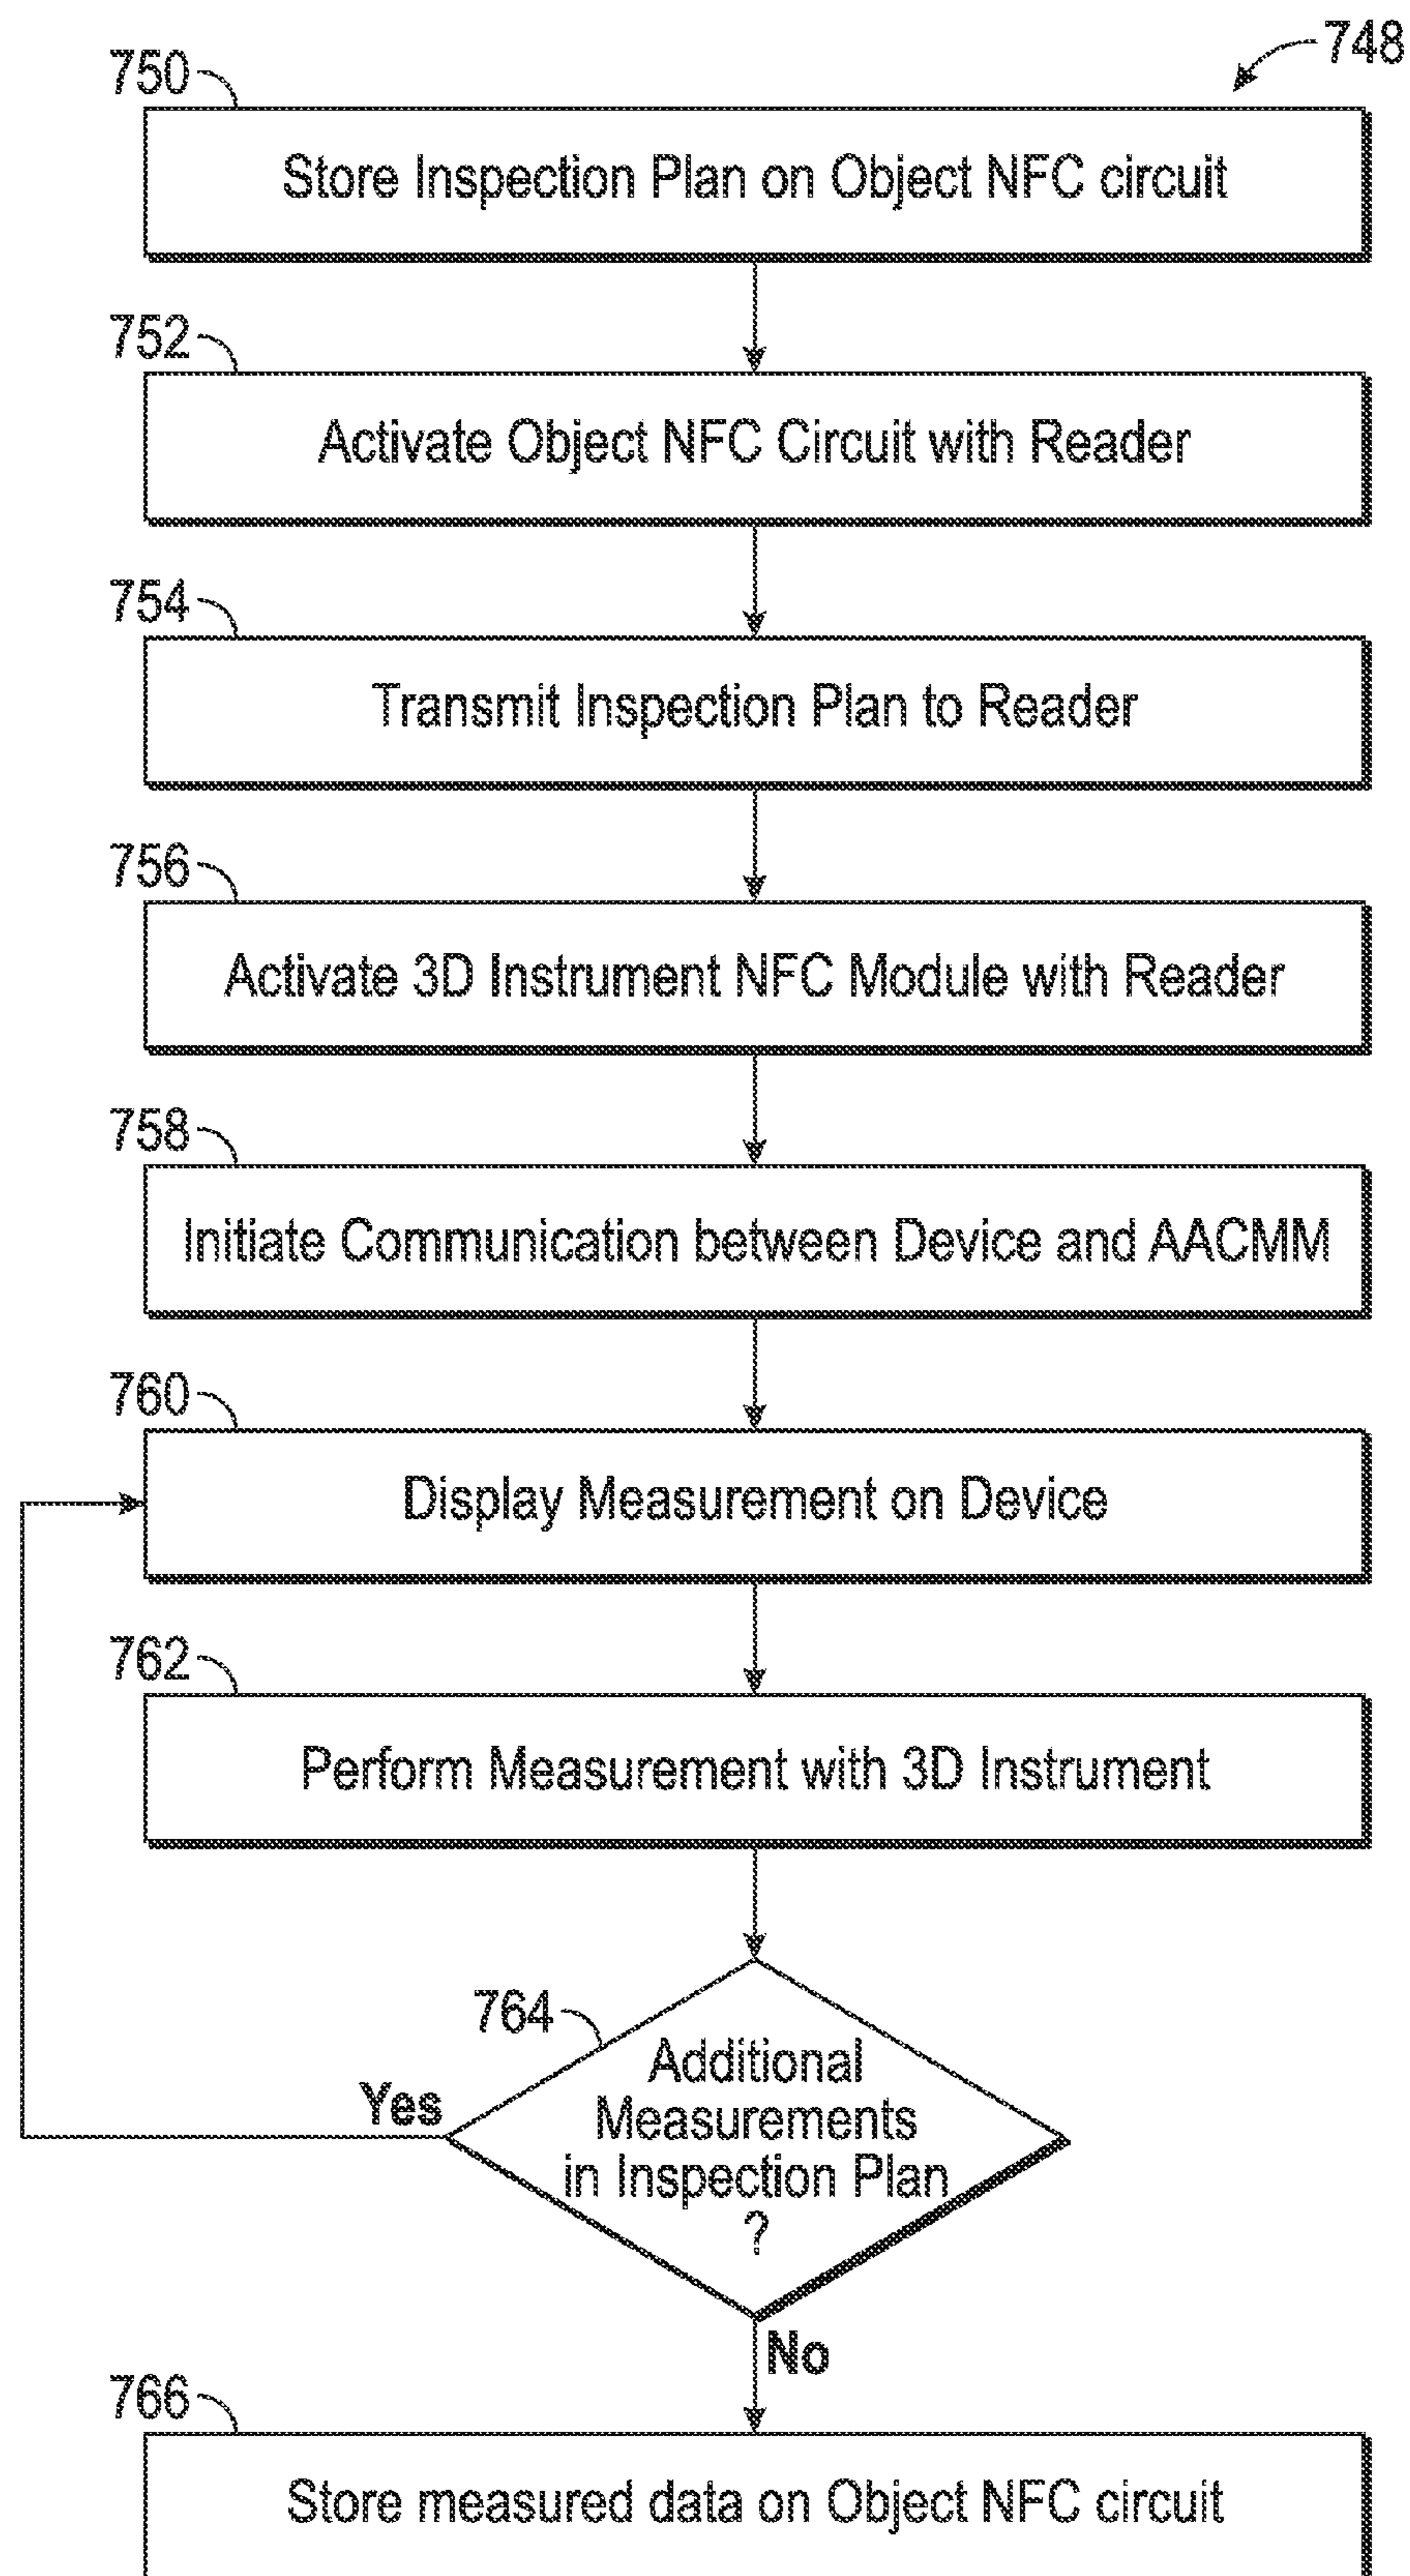 748
750
Store Inspection Plan on Object NFC circuit
752
Activate Object NFC Circuit with Reader
754
Transmit Inspection Plan to Reader
756
Activate 3D Instrument NFC Module with Reader
758
Initiate Communication between Device and AACMM
760
Display Measurement on Device
762
Perform Measurement with 3D Instrument
764
Additional
Measurements
in Inspection Plan
?
Yes
No
766
Store measured data on Object NFC circuit